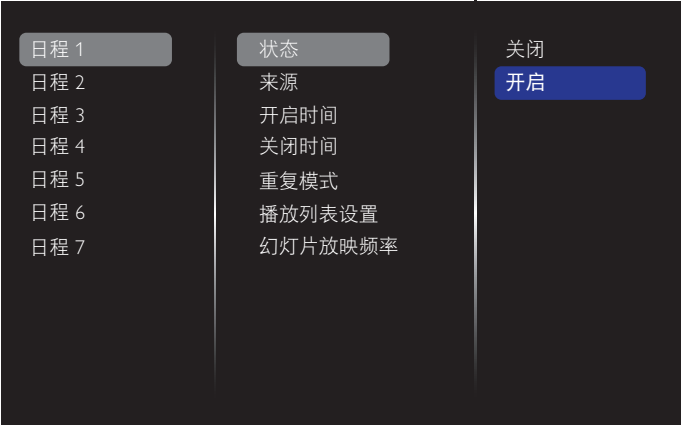 日程 1
日程 2
日程 3
日程 4
日程 5
日程 6
日程 7
状态
来源
开启时间
关闭时间
重复模式
播放列表设置
幻灯片放映频率
关闭
开启